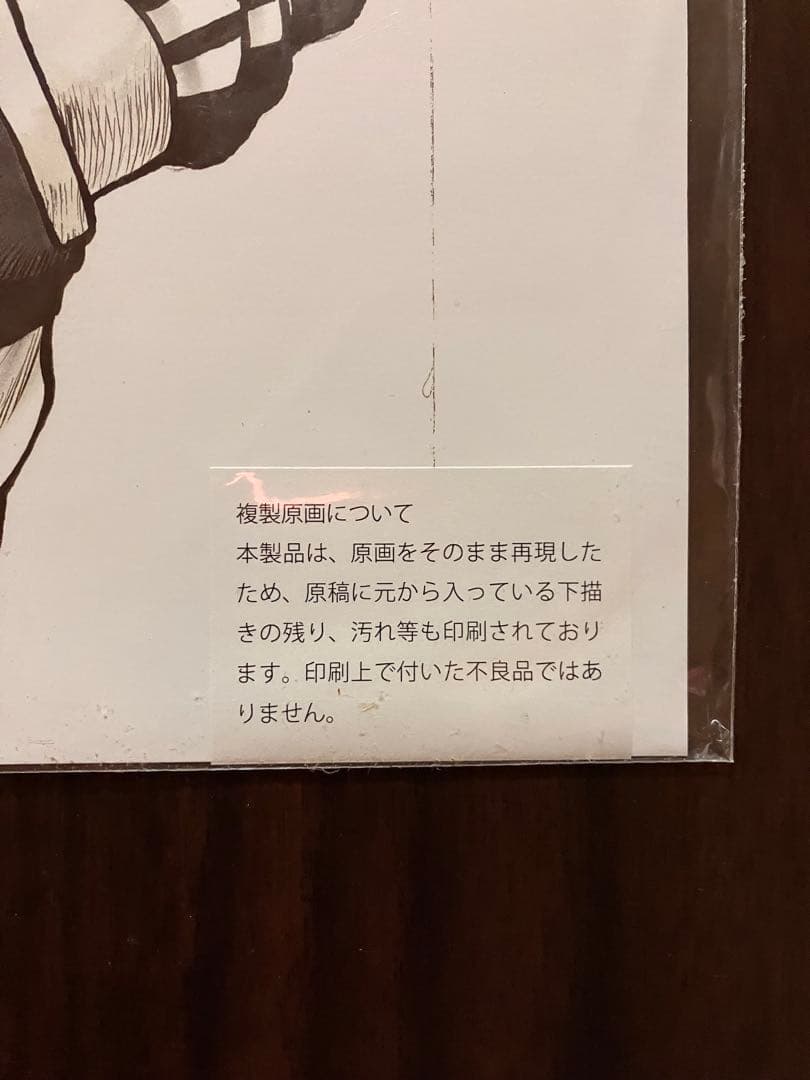 複製原画について
本製品は、原画をそのまま再現した
ため、原稿に元から入っている下描
きの残り、汚れ等も印刷されており
ます。印刷上で付いた不良品ではあ
りません。